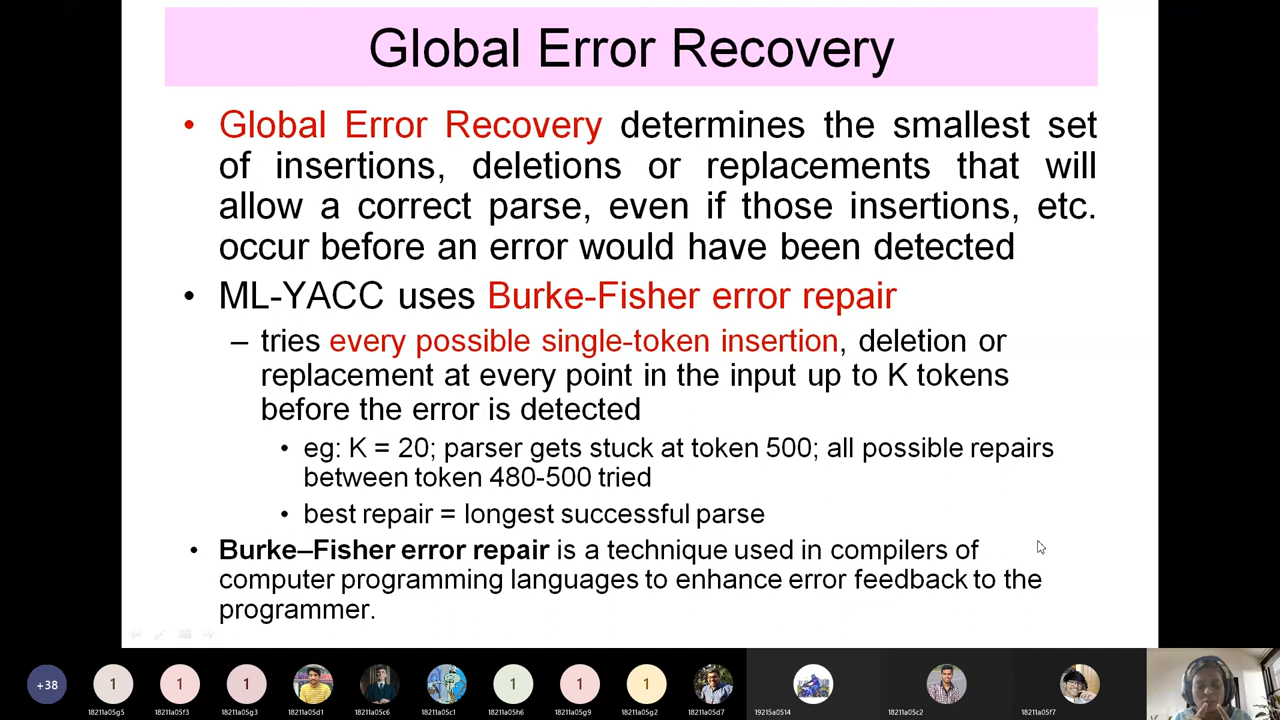 Global Error Recovery
• Global Error Recovery determines the smallest set
of insertions, deletions or replacements that will
allow a correct parse, even if those insertions, etc.
occur before an error would have been detected
• ML-YACC uses Burke-Fisher error repair
– tries every possible single-token insertion, deletion or
replacement at every point in the input up to K tokens
before the error is detected
• eg: K = 20; parser gets stuck at token 500; all possible repairs
between token 480-500 tried
• best repair = longest successful parse
• Burke–Fisher error repair is a technique used in compilers of
computer programming languages to enhance error feedback to the
programmer.
+38 1 1 1 1 1 1
18211a05g5 18211a05f3 18211a05g3 18211a05d1 18211a05c6 18211a05c1 18211a05h6 18211a05g9 18211a05g2 18211a05d7 19215a0514 18211a05c2 18211a05f7